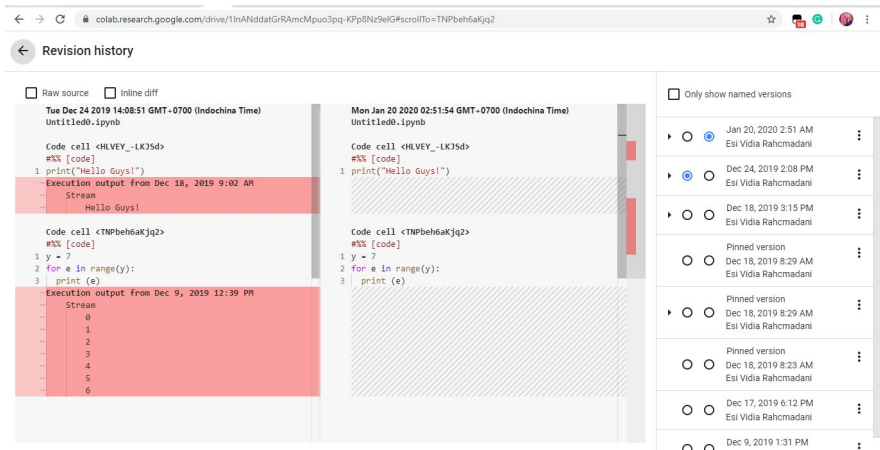 colab.research.google.com/drive/1InANddatGrRAmcMpuo3pq-KPp8Nz9eIG#scrollTo=TNPbeh6aKjq2
10
Revision history
Raw source
Inline diff
Only show named versions
Tue Dec 24 2019 14:08:51 GMT+0700 (Indochina Time)
Untitled0.ipynb
Code cell <HLVEY_-LKJSd>
#%% [code]
1 print("Hello Guys!")
Execution output from Dec 18, 2019 9:02 AM
Stream
Hello Guys!
Code cell <TNPbeh6aKjq2>
#%% [code]
1 y = 7
2 for e in range(y):
3 print (e)
Execution output from Dec 9, 2019 12:39 PM
Stream
0
1
2
3
4
5
6
Mon Jan 20 2020 02:51:54 GMT+0700 (Indochina Time)
Untitled0.ipynb
Code cell <HLVEY_-LKJSd>
#%% [code]
1 print("Hello Guys!")
Code cell <TNPbeh6aKjq2>
#%% [code]
1 y = 7
2 for e in range(y):
3 print (e)
Jan 20, 2020 2:51 AM
Esi Vidia Rahcmadani
Dec 24, 2019 2:08 PM
Esi Vidia Rahcmadani
Dec 18, 2019 3:15 PM
Esi Vidia Rahcmadani
Pinned version
Dec 18, 2019 8:29 AM
Esi Vidia Rahcmadani
Pinned version
Dec 18, 2019 8:29 AM
Esi Vidia Rahcmadani
Pinned version
Dec 18, 2019 8:23 AM
Esi Vidia Rahcmadani
Dec 17, 2019 6:12 PM
Esi Vidia Rahcmadani
Dec 9, 2019 1:31 PM